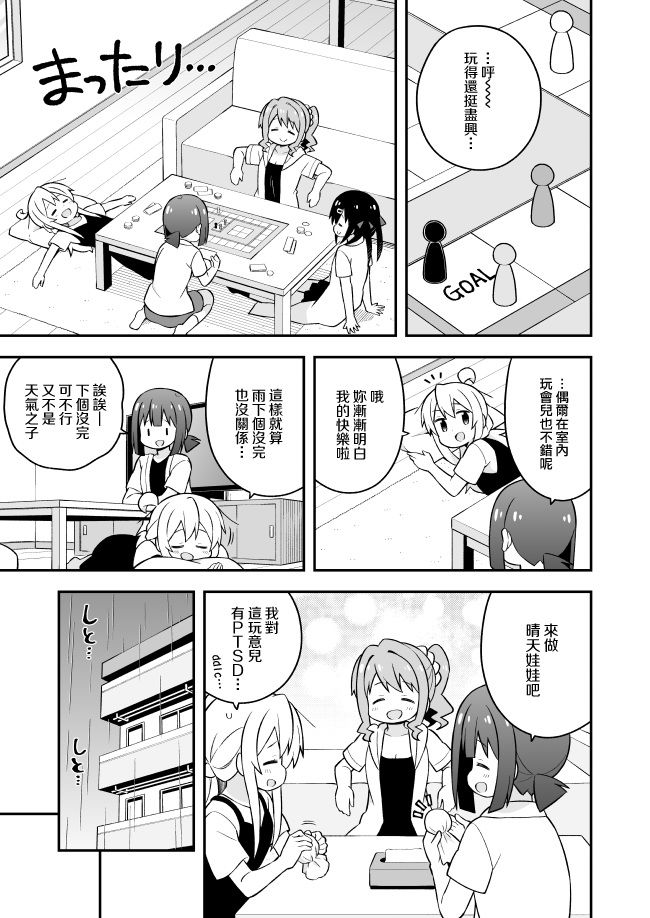 …呼～～
玩得還挺盡興…
GOAL
まったり…
…偶爾在室內
玩會兒也不錯呢
哦
妳漸漸明白
我的快樂啦
這樣就算
雨下個沒完
也沒關係…
誒誒—
下個沒完
可不行
又不是
天氣之子
來做
晴天娃娃吧
我對
這玩意兒
有PTSD…
ddlc…
しと…
しと…